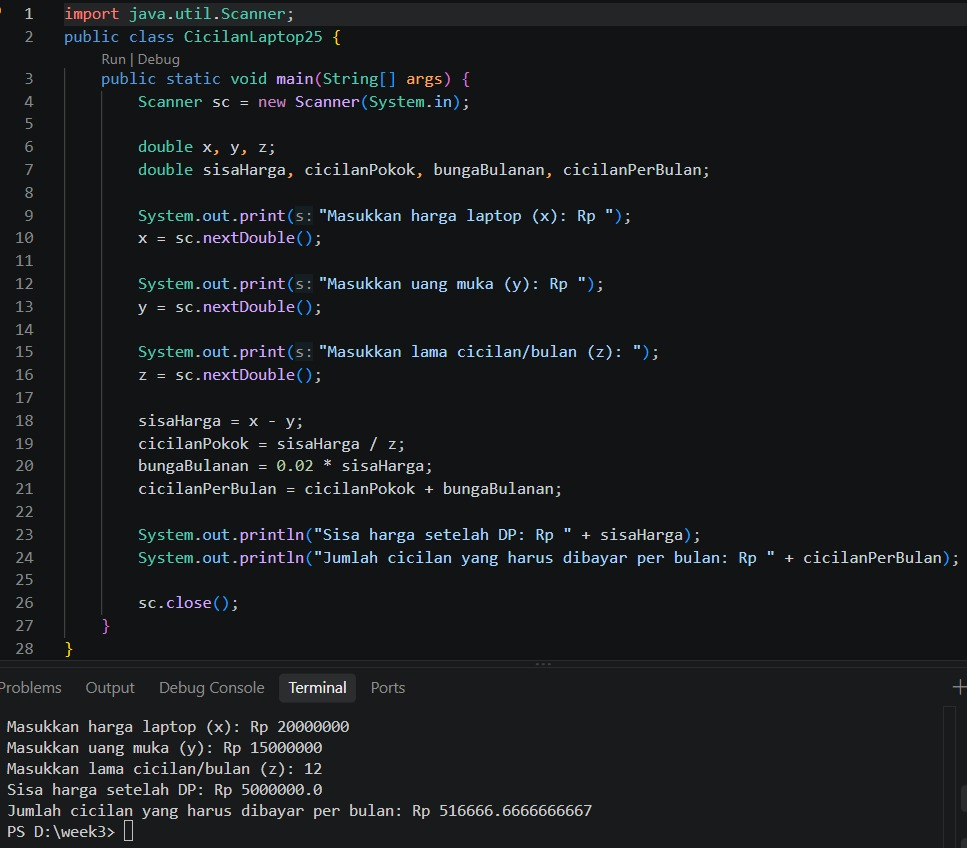 1 import java.util.Scanner;
2 public class CicilanLaptop25 {
Run | Debug
3 public static void main(String[] args) {
4 Scanner sc = new Scanner(System.in);
5
6 double x, y, z;
7 double sisaHarga, cicilanPokok, bungaBulanan, cicilanPerBulan;
8
9 System.out.print(s: "Masukkan harga laptop (x): Rp ");
10 x = sc.nextDouble();
11
12 System.out.print(s: "Masukkan uang muka (y): Rp ");
13 y = sc.nextDouble();
14
15 System.out.print(s: "Masukkan lama cicilan/bulan (z): ");
16 z = sc.nextDouble();
17
18 sisaHarga = x - y;
19 cicilanPokok = sisaHarga / z;
20 bungaBulanan = 0.02 * sisaHarga;
21 cicilanPerBulan = cicilanPokok + bungaBulanan;
22
23 System.out.println("Sisa harga setelah DP: Rp " + sisaHarga);
24 System.out.println("Jumlah cicilan yang harus dibayar per bulan: Rp " + cicilanPerBulan);
25
26 sc.close();
27 }
28 }
Problems Output Debug Console Terminal Ports
Masukkan harga laptop (x): Rp 20000000
Masukkan uang muka (y): Rp 15000000
Masukkan lama cicilan/bulan (z): 12
Sisa harga setelah DP: Rp 5000000.0
Jumlah cicilan yang harus dibayar per bulan: Rp 516666.6666666667
PS D:\week3>